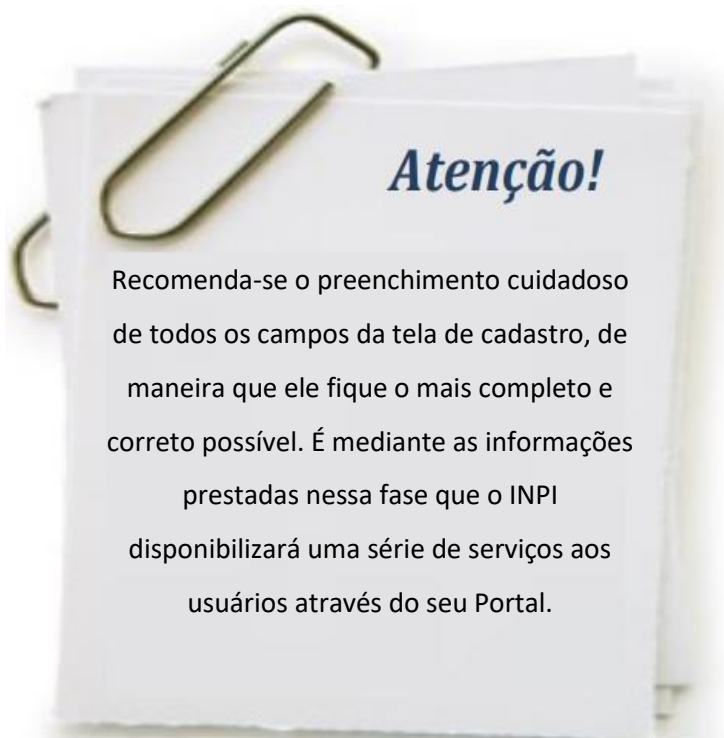 Atenção!
Recomenda-se o preenchimento cuidadoso
de todos os campos da tela de cadastro, de
maneira que ele fique o mais completo e
correto possível. É mediante as informações
prestadas nessa fase que o INPI
disponibilizará uma série de serviços aos
usuários através do seu Portal.